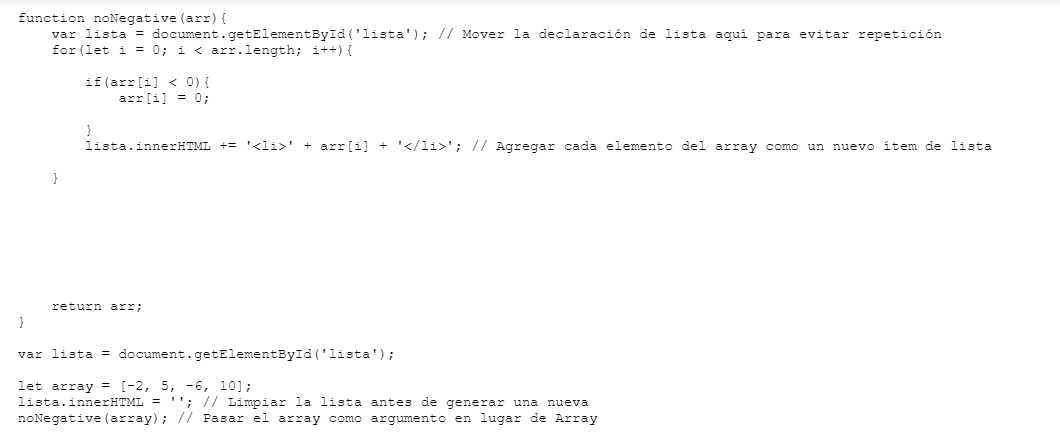 function noNegative(arr){
    var lista = document.getElementById('lista'); // Mover la declaración de lista aquí para evitar repetición
    for(let i = 0; i < arr.length; i++){
        if(arr[i] < 0){
            arr[i] = 0;
        }
        lista.innerHTML += '<li>' + arr[i] + '</li>'; // Agregar cada elemento del array como un nuevo ítem de lista
    }
    return arr;
}
var lista = document.getElementById('lista');
let array = [-2, 5, -6, 10];
lista.innerHTML = ''; // Limpiar la lista antes de generar una nueva
noNegative(array); // Pasar el array como argumento en lugar de Array